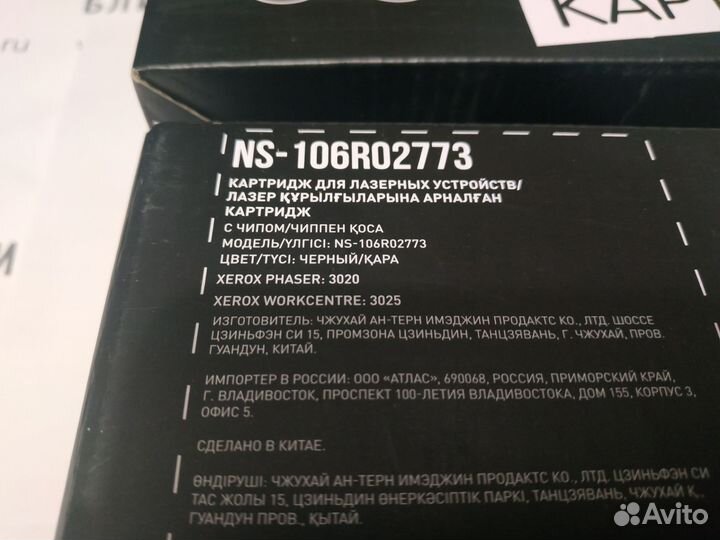 КАР
.ru
БЛИ
И
NS-106R02773
КАРТРИДЖ ДЛЯ ЛАЗЕРНЫХ УСТРОЙСТВ/
ЛАЗЕР ҚҰРЫЛҒЫЛАРЫНА АРНАЛҒАН
КАРТРИДЖ
С ЧИПОМ/ЧИППЕН ҚОСА
МОДЕЛЬ/ҮЛГІСІ: NS-106R02773
ЦВЕТ/ТҮСІ: ЧЕРНЫЙ/ҚАРА
XEROX PHASER: 3020
XEROX WORKCENTRE: 3025
ИЗГОТОВИТЕЛЬ: ЧЖУХАЙ АН-ТЕРН ИМЭДЖИН ПРОДАКТС КО., ЛТД. ШОССЕ
ЦЗИНЬФЭН СИ 15, ПРОМЗОНА ЦЗИНЬДИН, ТАНЦЗЯВАНЬ, Г. ЧЖУХАЙ, ПРОВ.
ГУАНДУН, КИТАЙ.
ИМПОРТЕР В РОССИИ: ООО «АТЛАС», 690068, РОССИЯ, ПРИМОРСКИЙ КРАЙ,
Г. ВЛАДИВОСТОК, ПРОСПЕКТ 100-ЛЕТИЯ ВЛАДИВОСТОКА, ДОМ 155, КОРПУС 3,
ОФИС 5.
СДЕЛАНО В КИТАЕ.
ӨНДІРУШІ: ЧЖУХАЙ АН-ТЕРН ИМЭДЖИН ПРОДАКТС КО., ЛТД. ЦЗИНЬФЭН СИ
ТАС ЖОЛЫ 15, ЦЗИНЬДИН ӨНЕРКӘСІПТІК ПАРКІ, ТАНЦЗЯВАНЬ, ЧЖУХАЙ Қ.,
ГУАНДУН ПРОВ., ҚЫТАЙ.
Avito